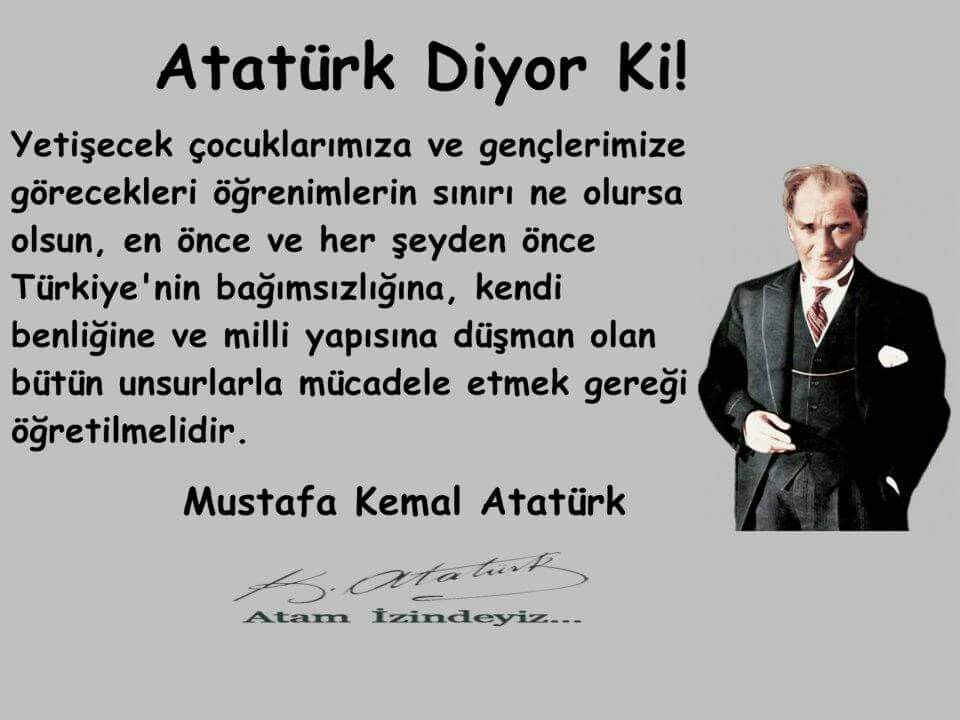 Atatürk Diyor Ki!
Yetişecek çocuklarımıza ve gençlerimize
görecekleri öğrenimlerin sınırı ne olursa
olsun, en önce ve her şeyden önce
Türkiye'nin bağımsızlığına, kendi
benliğine ve milli yapısına düşman olan
bütün unsurlarla mücadele etmek gereği
öğretilmelidir.
Mustafa Kemal Atatürk
K. Atatürk
Atam İzindeyiz...